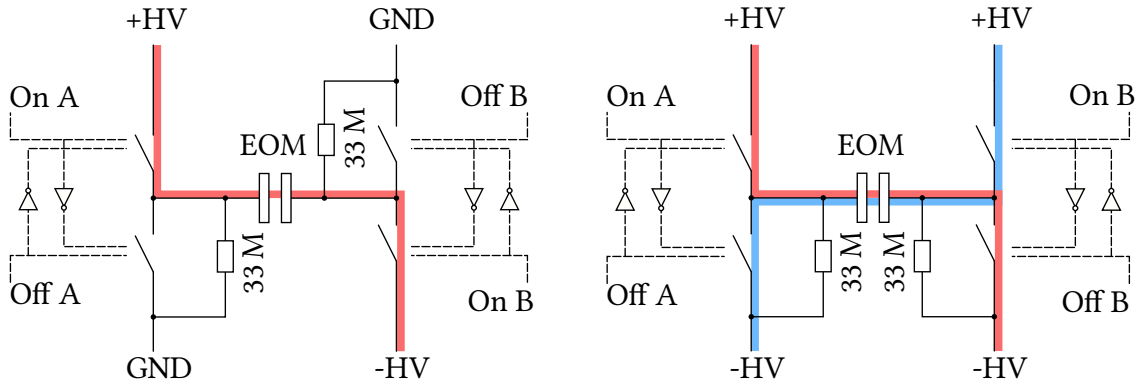 +HV
GND
On A
Off B
EOM
33 M
33 M
Off A
On B
GND
-HV
+HV
+HV
On A
On B
EOM
33 M
33 M
Off A
Off B
-HV
-HV